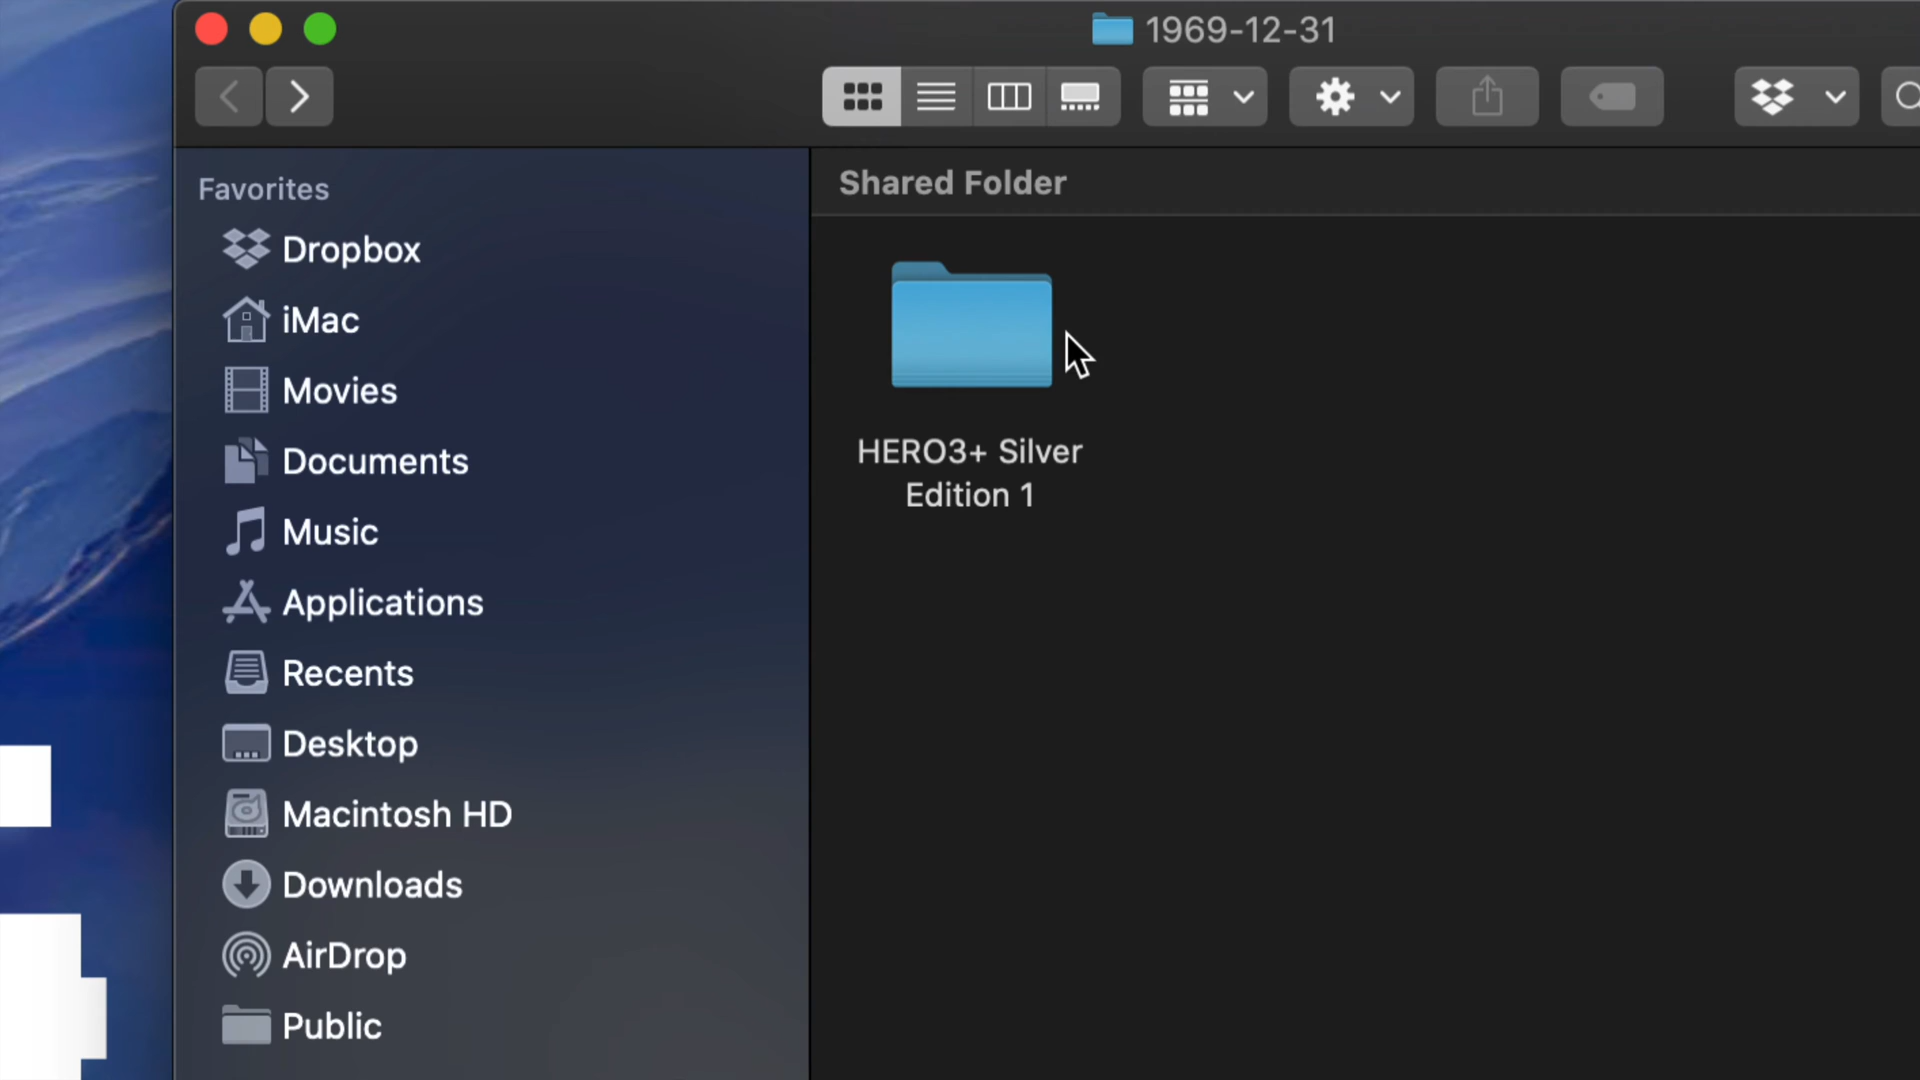 1969-12-31
Favorites
Dropbox
iMac
Movies
Documents
Music
Applications
Recents
Desktop
Macintosh HD
Downloads
AirDrop
Public
Shared Folder
HERO3+ Silver
Edition 1